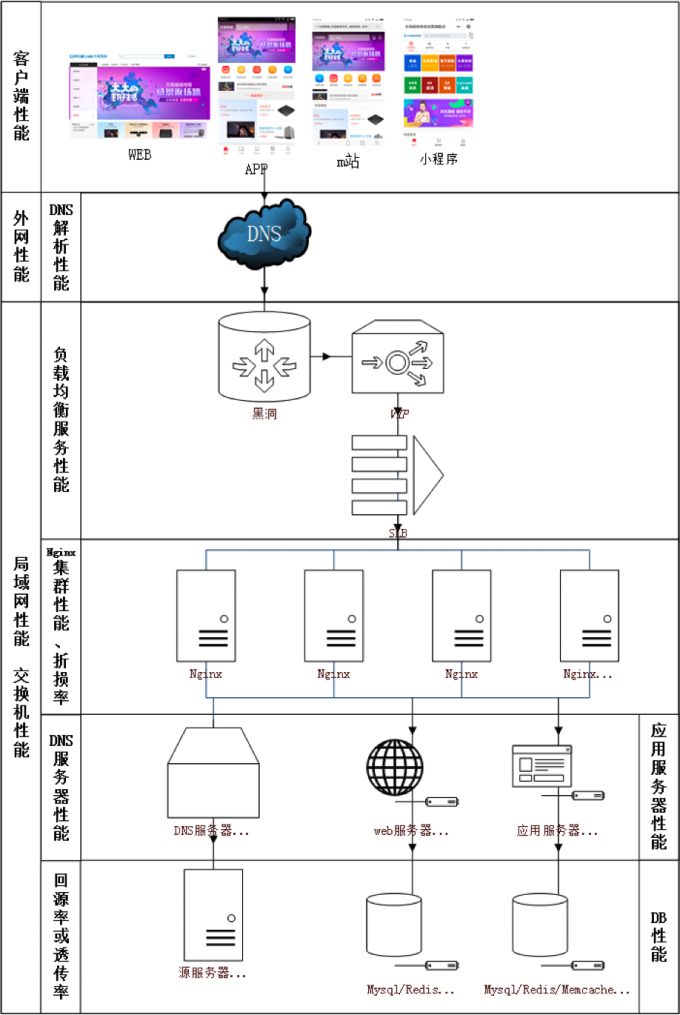 客户端性能
WEB
APP
m站
小程序
外网性能
DNS解析性能
DNS
局域网性能 交换机性能
负载均衡服务性能
黑洞
VIP
SLB
Nginx集群性能、折损率
Nginx
Nginx
Nginx
Nginx...
DNS服务器性能
DNS服务器...
web服务器...
应用服务器...
应用服务器性能
回源率或透传率
源服务器...
Mysql/Redis...
Mysql/Redis/Memcache...
DB性能